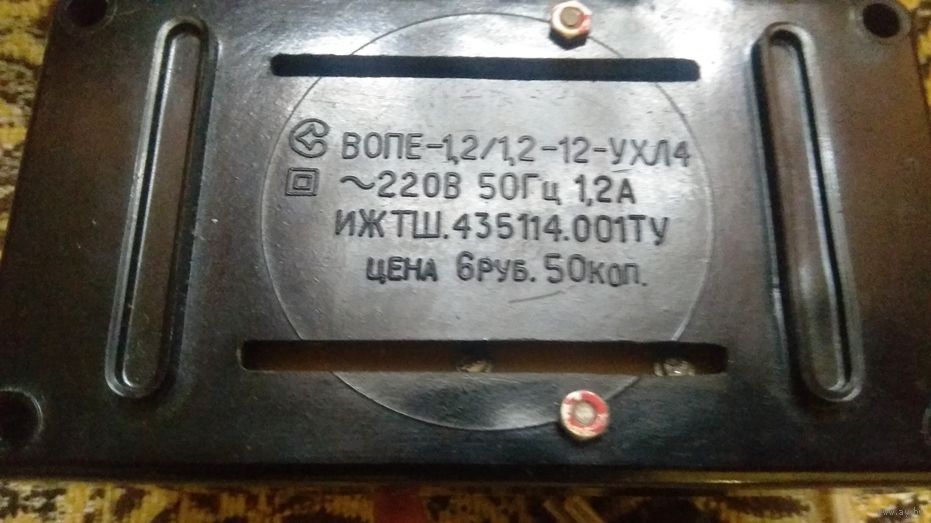 ВОПЕ-1,2/1,2-12-УХЛ4
~220В 50Гц 1,2А
ИЖТШ.435114.001ТУ
ЦЕНА 6РУБ. 50КОП.